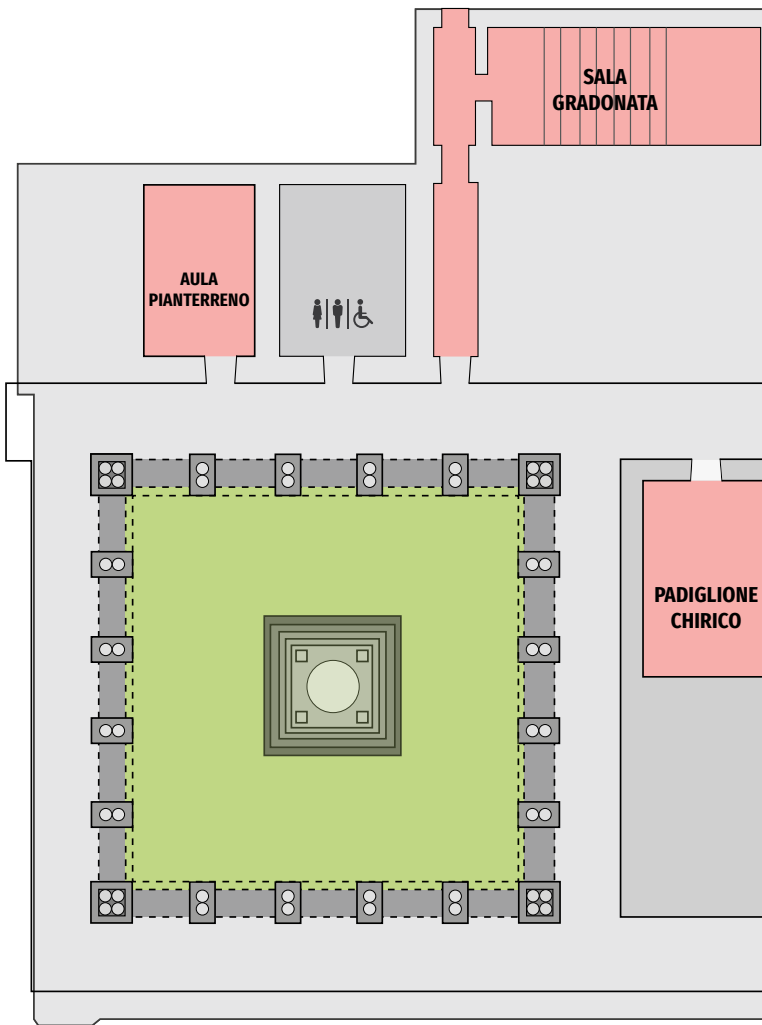 SALA
GRADONATA
AULA
PIANTERRENO
PADIGLIONE
CHIRICO